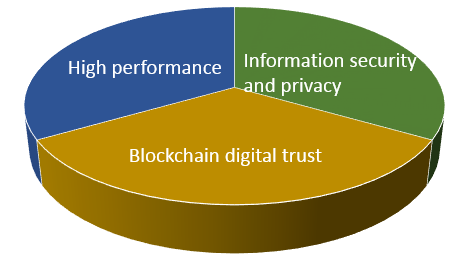 High performance
Information security
and privacy
Blockchain digital trust